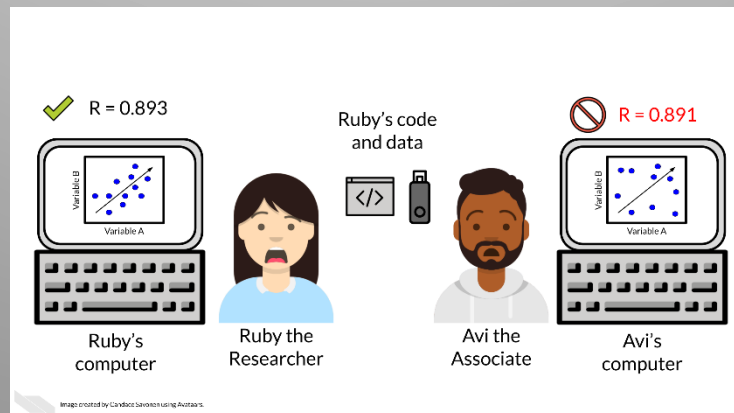 R = 0.893
Ruby's code
and data
R = 0.891
Variable B
Variable A
</>
Variable B
Variable A
Ruby's
computer
Ruby the
Researcher
Avi the
Associate
Avi's
computer
Image created by Candace Savonen using Avataars.